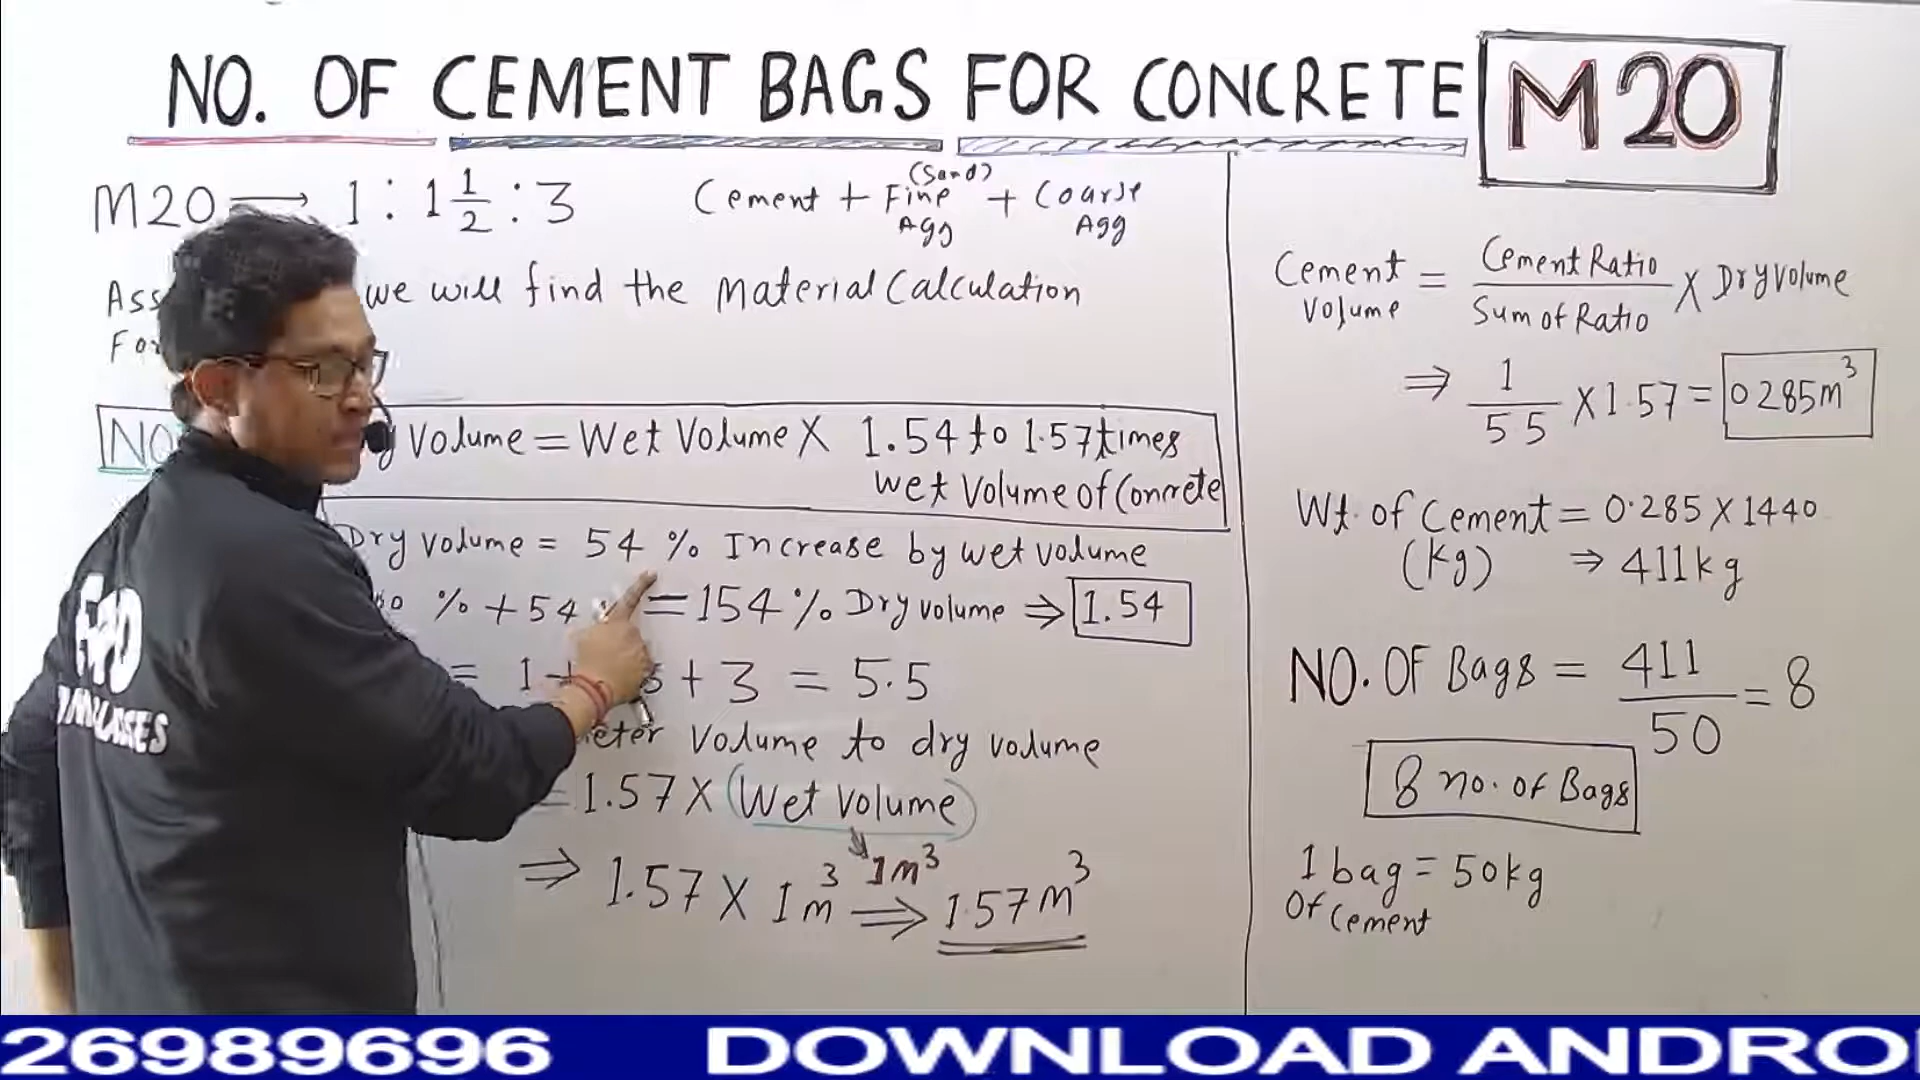 NO. OF CEMENT BAGS FOR CONCRETE M20
M20 → 1 : 1 1/2 : 3
(Sand)
Cement + Fine Agg + Coarse Agg
Ass we will find the Material Calculation
For
NO y Volume = Wet Volume X 1.54 to 1.57 times
Wet Volume of Concrete
Dry volume = 54 % Increase by wet volume
% + 54 = 154 % Dry volume ⇒ 1.54
= 1 + + 3 = 5.5
meter Volume to dry volume
= 1.57 X (Wet Volume)
1m³
⇒ 1.57 X 1m³ ⇒ 1.57m³
Cement Volume = Cement Ratio / Sum of Ratio X Dry Volume
⇒ 1 / 5.5 X 1.57 = 0.285m³
Wt. of Cement = 0.285 X 1440
(Kg) ⇒ 411kg
NO. OF Bags = 411 / 50 = 8
8 no. of Bags
1 bag = 50kg
Of Cement
CLASSES
26989696 DOWNLOAD ANDRO